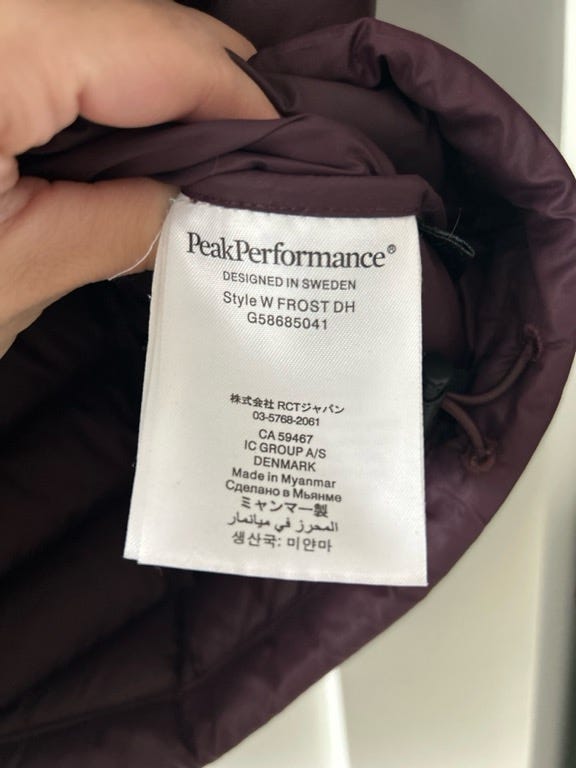 PeakPerformance®
DESIGNED IN SWEDEN
Style W FROST DH
G58685041
株式会社 RCTジャパン
03-5768-2061
CA 59467
IC GROUP A/S
DENMARK
Made in Myanmar
Сделано в Мьянме
ミャンマー製
المحرز في ميانمار
생산국: 미얀마